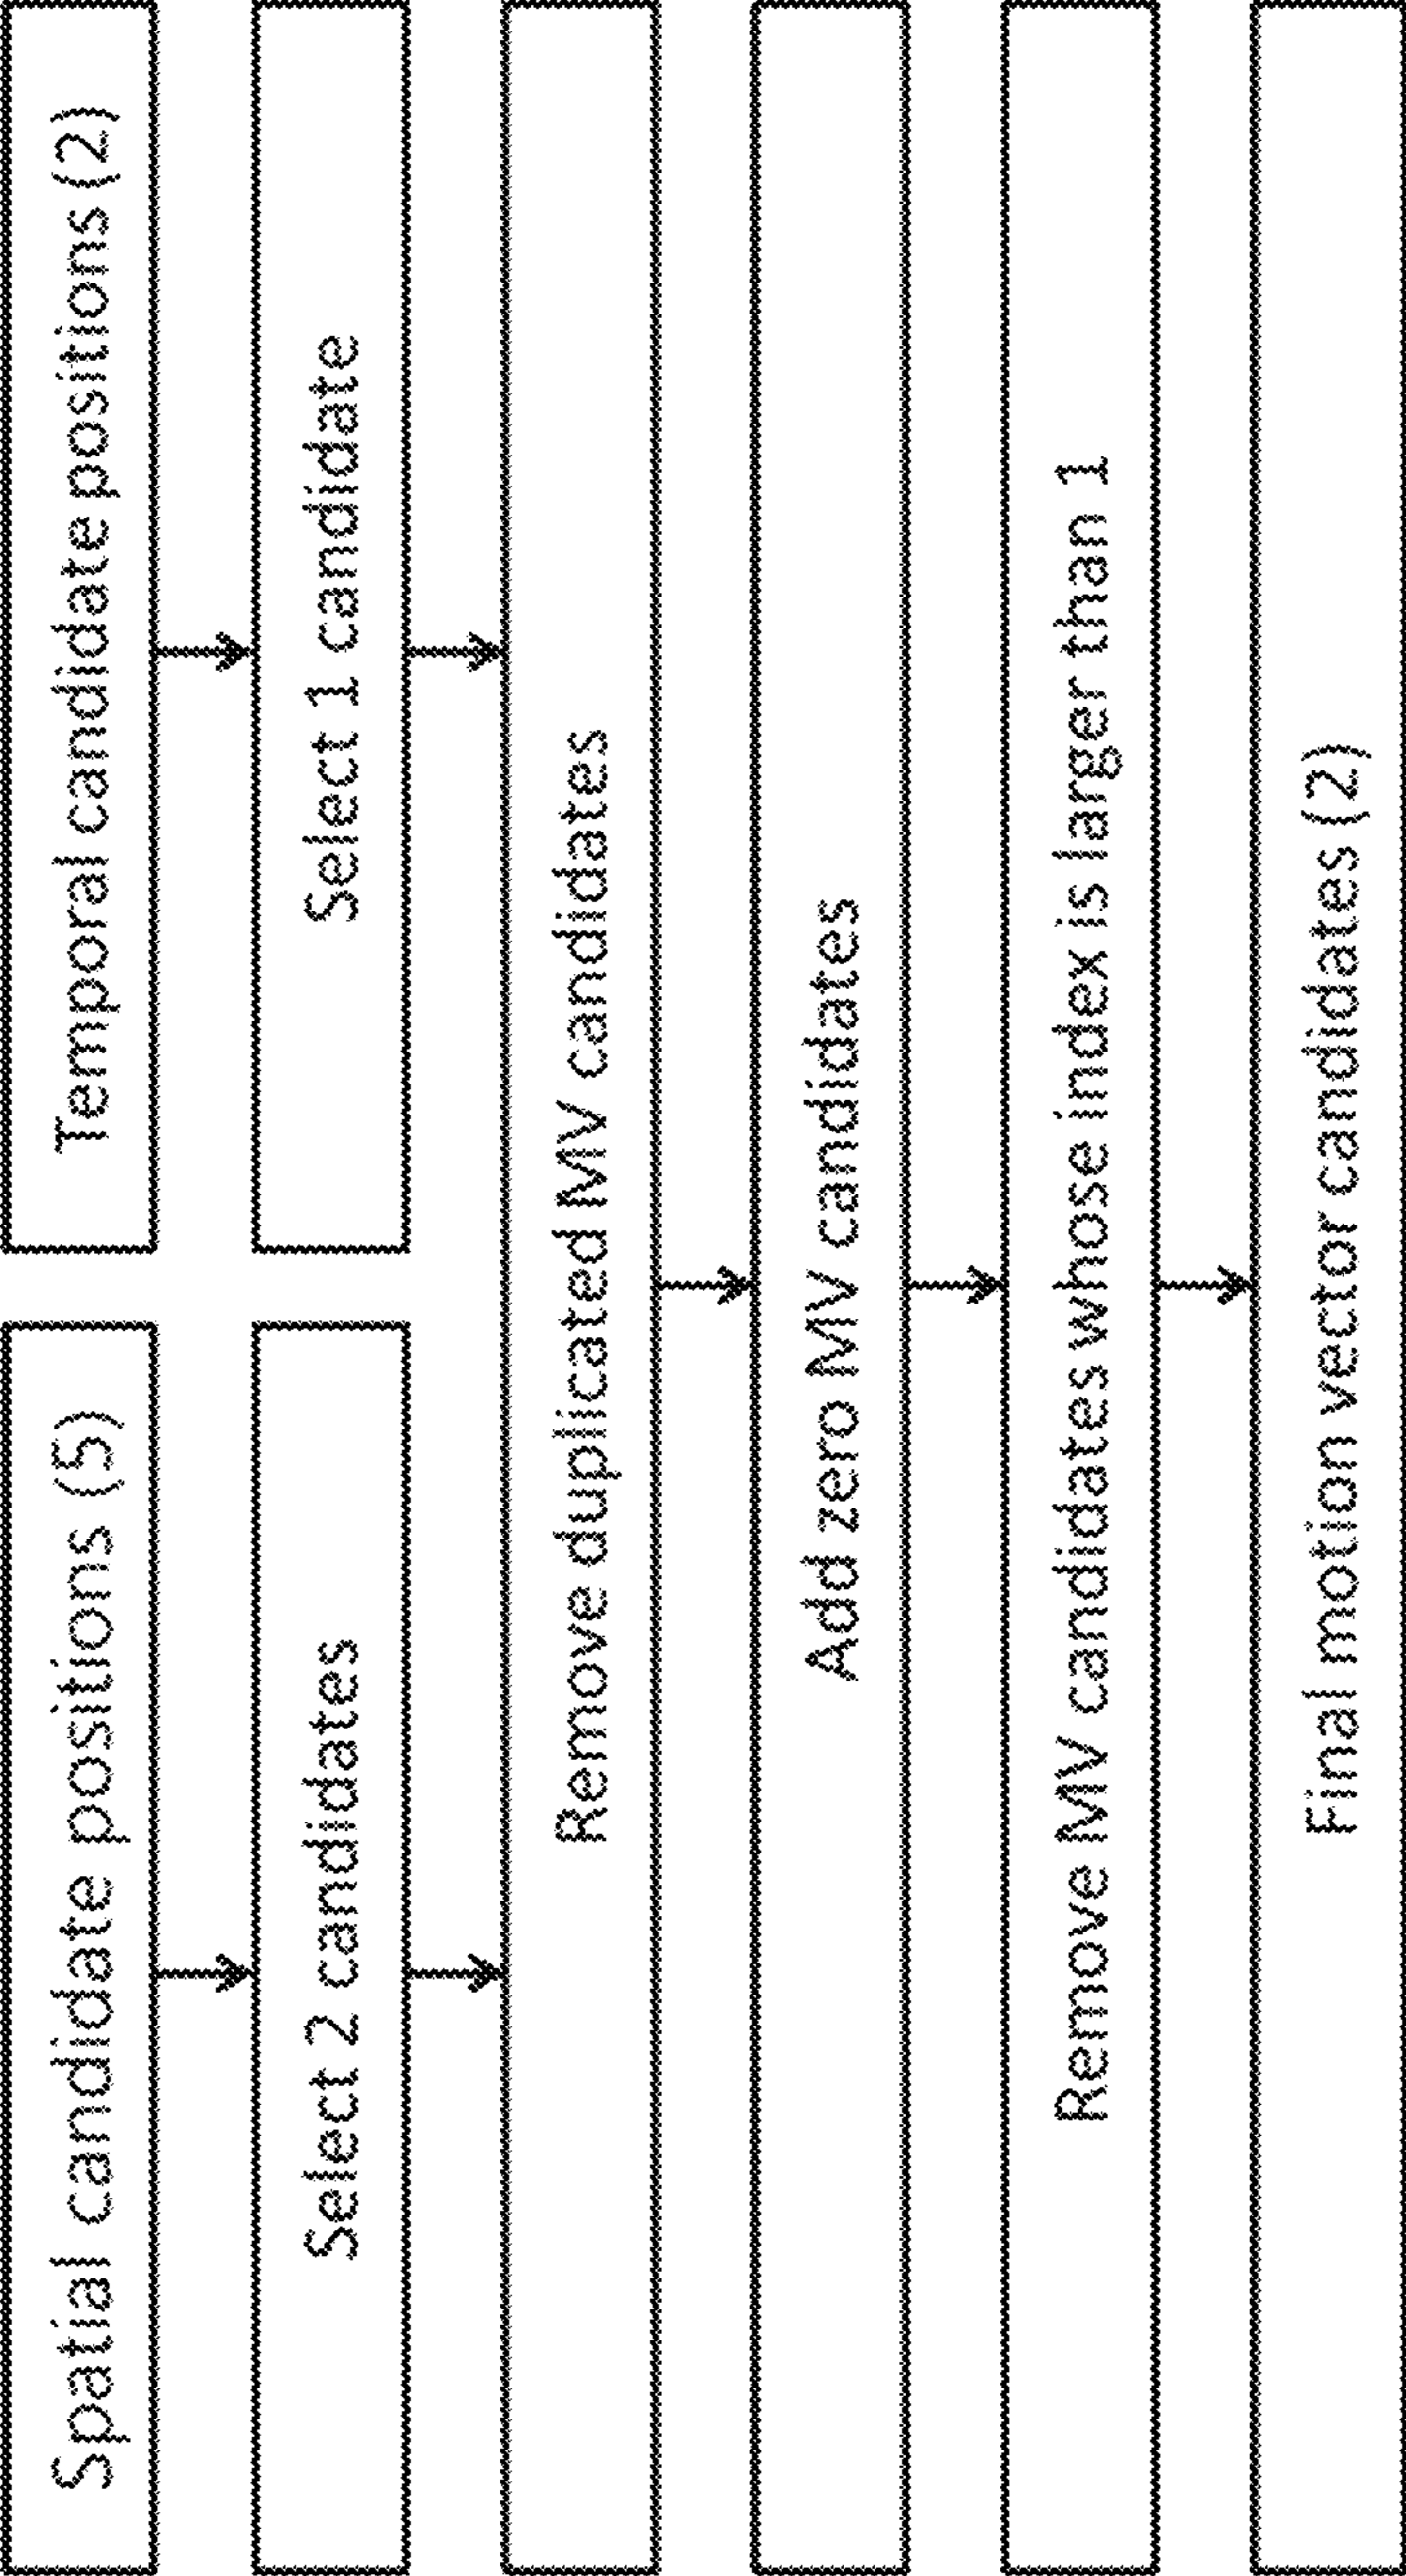 Spatial candidate positions (5)
Temporal candidate positions (2)
Select 2 candidates
Select 1 candidate
Remove duplicated MV candidates
Add zero MV candidates
Remove MV candidates whose index is larger than 1
Final motion vector candidates (2)